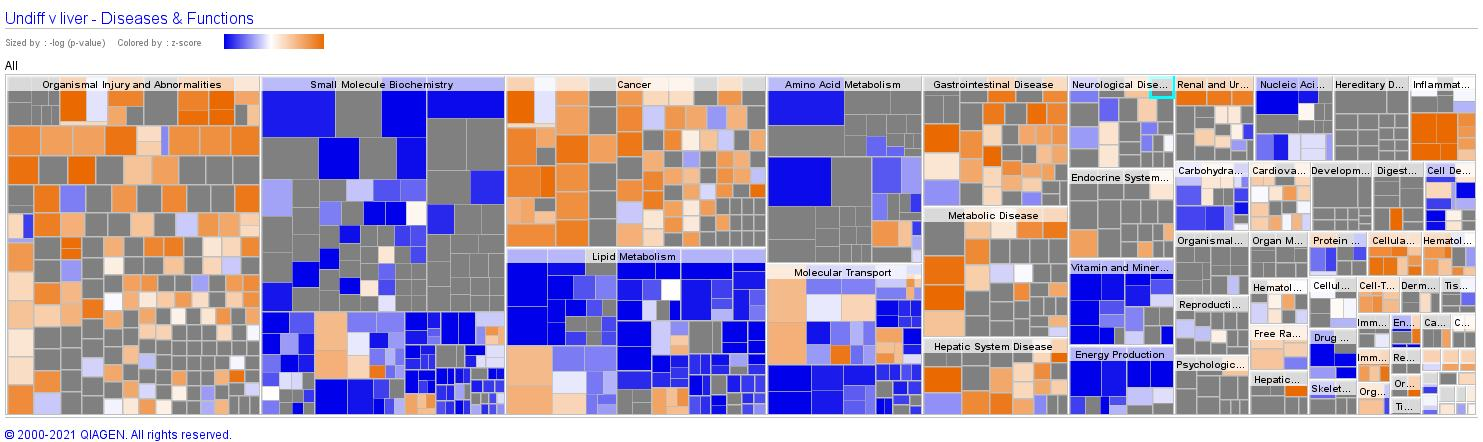 Undiff v liver - Diseases & Functions
Sized by : -log (p-value) Colored by : z-score
All
Organismal Injury and Abnormalities
Small Molecule Biochemistry
Cancer
Amino Acid Metabolism
Gastrointestinal Disease
Neurological Dise...
Renal and Ur...
Nucleic Aci...
Hereditary D...
Inflammat...
Endocrine System...
Carbohydra...
Cardiova...
Developm...
Digest...
Cell De...
Metabolic Disease
Organismal...
Organ M...
Protein ...
Cellula...
Hematol...
Lipid Metabolism
Molecular Transport
Vitamin and Miner...
Hematol...
Cellul...
Cell-T...
Derm...
Tis...
Reproducti...
Free Ra...
Imm...
En...
Ca...
C...
Drug ...
Hepatic System Disease
Energy Production
Psychologic...
Imm...
Re...
Hepatic...
Skelet...
Org...
Or...
Ti...
© 2000-2021 QIAGEN. All rights reserved.